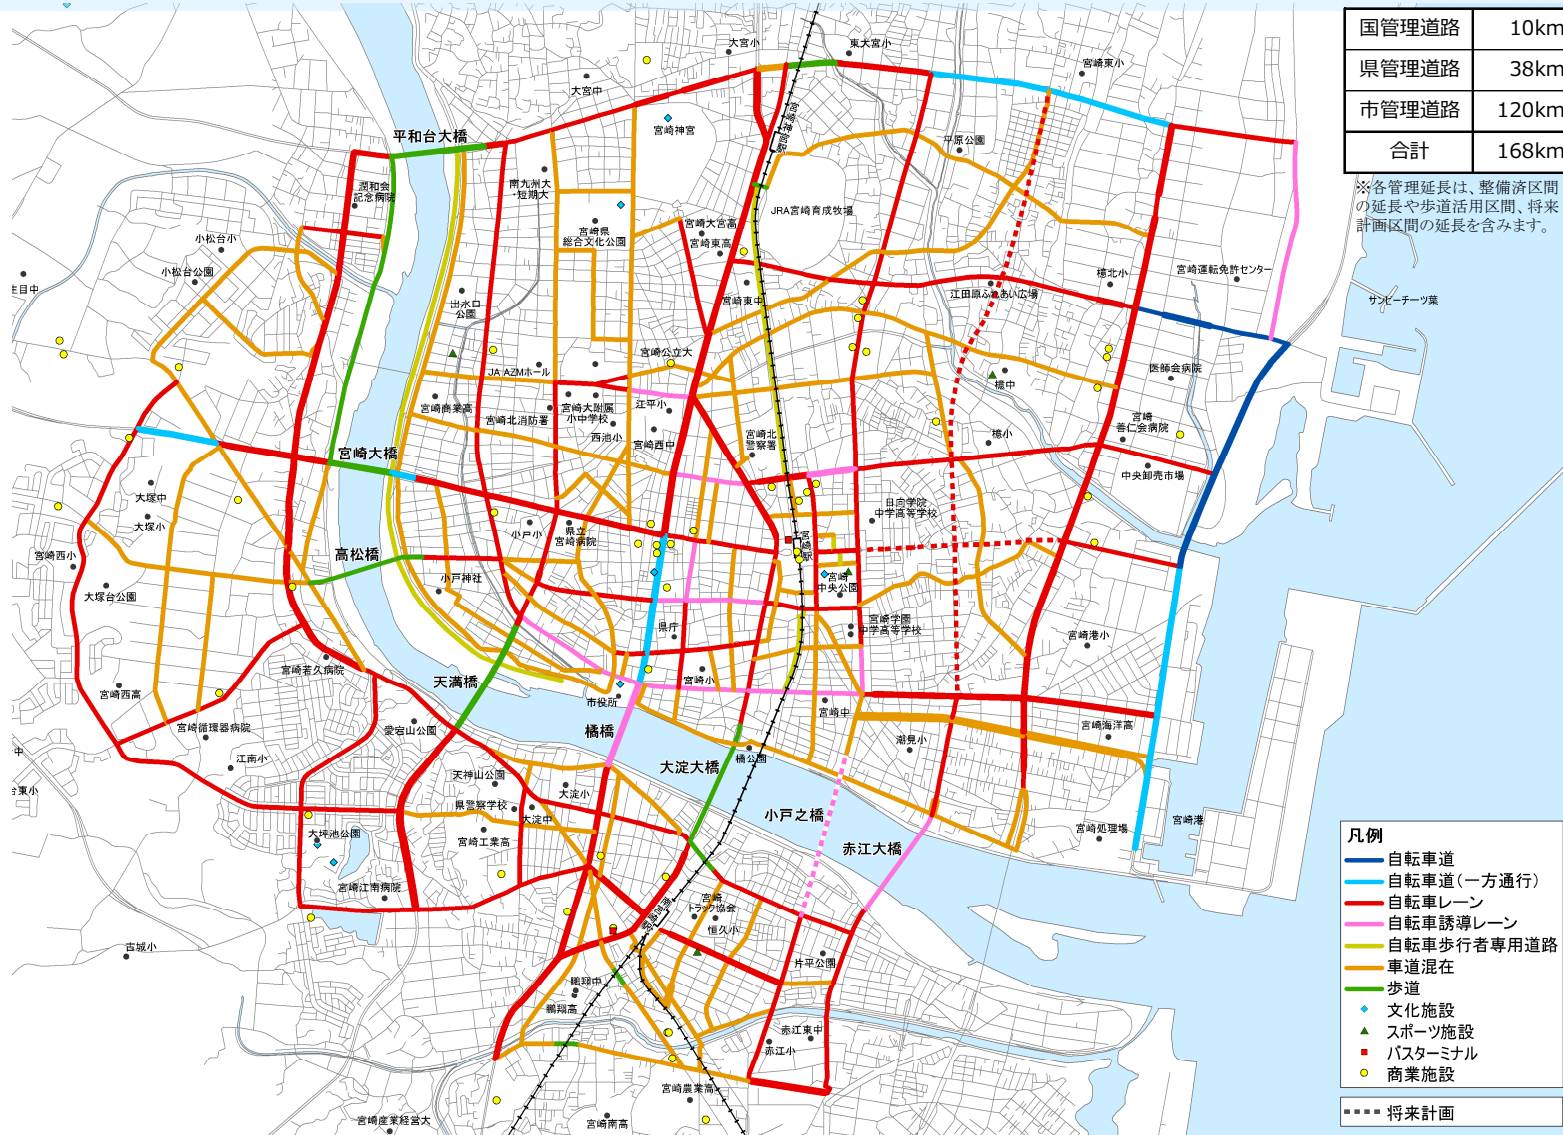 国管理道路 10km
県管理道路 38km
市管理道路 120km
合計 168km
※各管理延長は、整備済区間
の延長や歩道活用区間、将来
計画区間の延長を含みます。
大宮小
東大宮小
宮崎東小
大宮中
宮崎神宮
宮崎神宮駅
平和台大橋
平原公園
潤和会
記念病院
南九州大
・短期大
JRA宮崎育成牧場
宮崎県
総合文化公園
宮崎大宮高
宮崎東高
小松台小
小松台公園
生目中
檍北小
宮崎運転免許センター
江田原ふれあい広場
サンビーチ一ツ葉
出水口
公園
宮崎東中
宮崎公立大
JA AZMホール
檍中
医師会病院
宮崎商業高
宮崎北消防署
宮崎大附属
小中学校
江平小
西池小
宮崎西中
宮崎北
警察署
檍小
宮崎
善仁会病院
宮崎大橋
中央卸売市場
大塚中
大塚小
日向学院
中学高等学校
小戸小
県立
宮崎病院
宮崎駅
宮崎西小
高松橋
小戸神社
宮崎
中央公園
大塚台公園
県庁
宮崎学園
中学高等学校
宮崎港小
宮崎若久病院
天満橋
宮崎小
宮崎西高
市役所
宮崎中
宮崎循環器病院
愛宕山公園
橘橋
宮崎海洋高
潮見小
江南小
大淀大橋
橘公園
天神山公園
大淀小
台東小
県警察学校
大淀中
小戸之橋
大坪池公園
宮崎工業高
赤江大橋
宮崎処理場
宮崎港
宮崎江南病院
宮崎
トラック協会
恒久小
南宮崎駅
古城小
片平公園
鵬翔中
鵬翔高
赤江東中
赤江小
宮崎農業高
宮崎産業経営大
宮崎南高
凡例
自転車道
自転車道(一方通行)
自転車レーン
自転車誘導レーン
自転車歩行者専用道路
車道混在
歩道
文化施設
スポーツ施設
バスターミナル
商業施設
将来計画